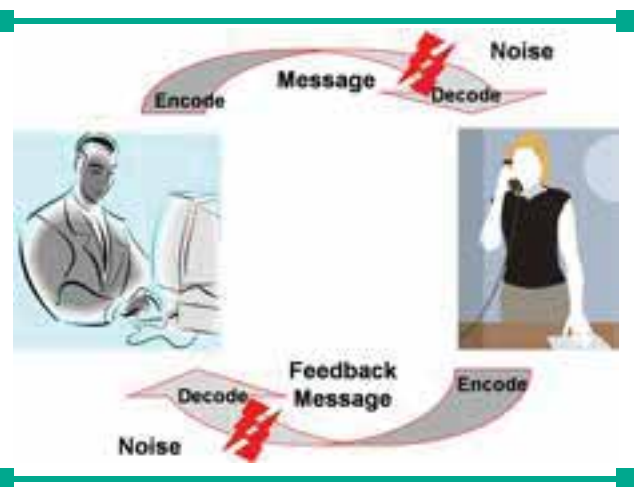 Noise
Message
Encode
Decode
Feedback
Message
Encode
Decode
Noise